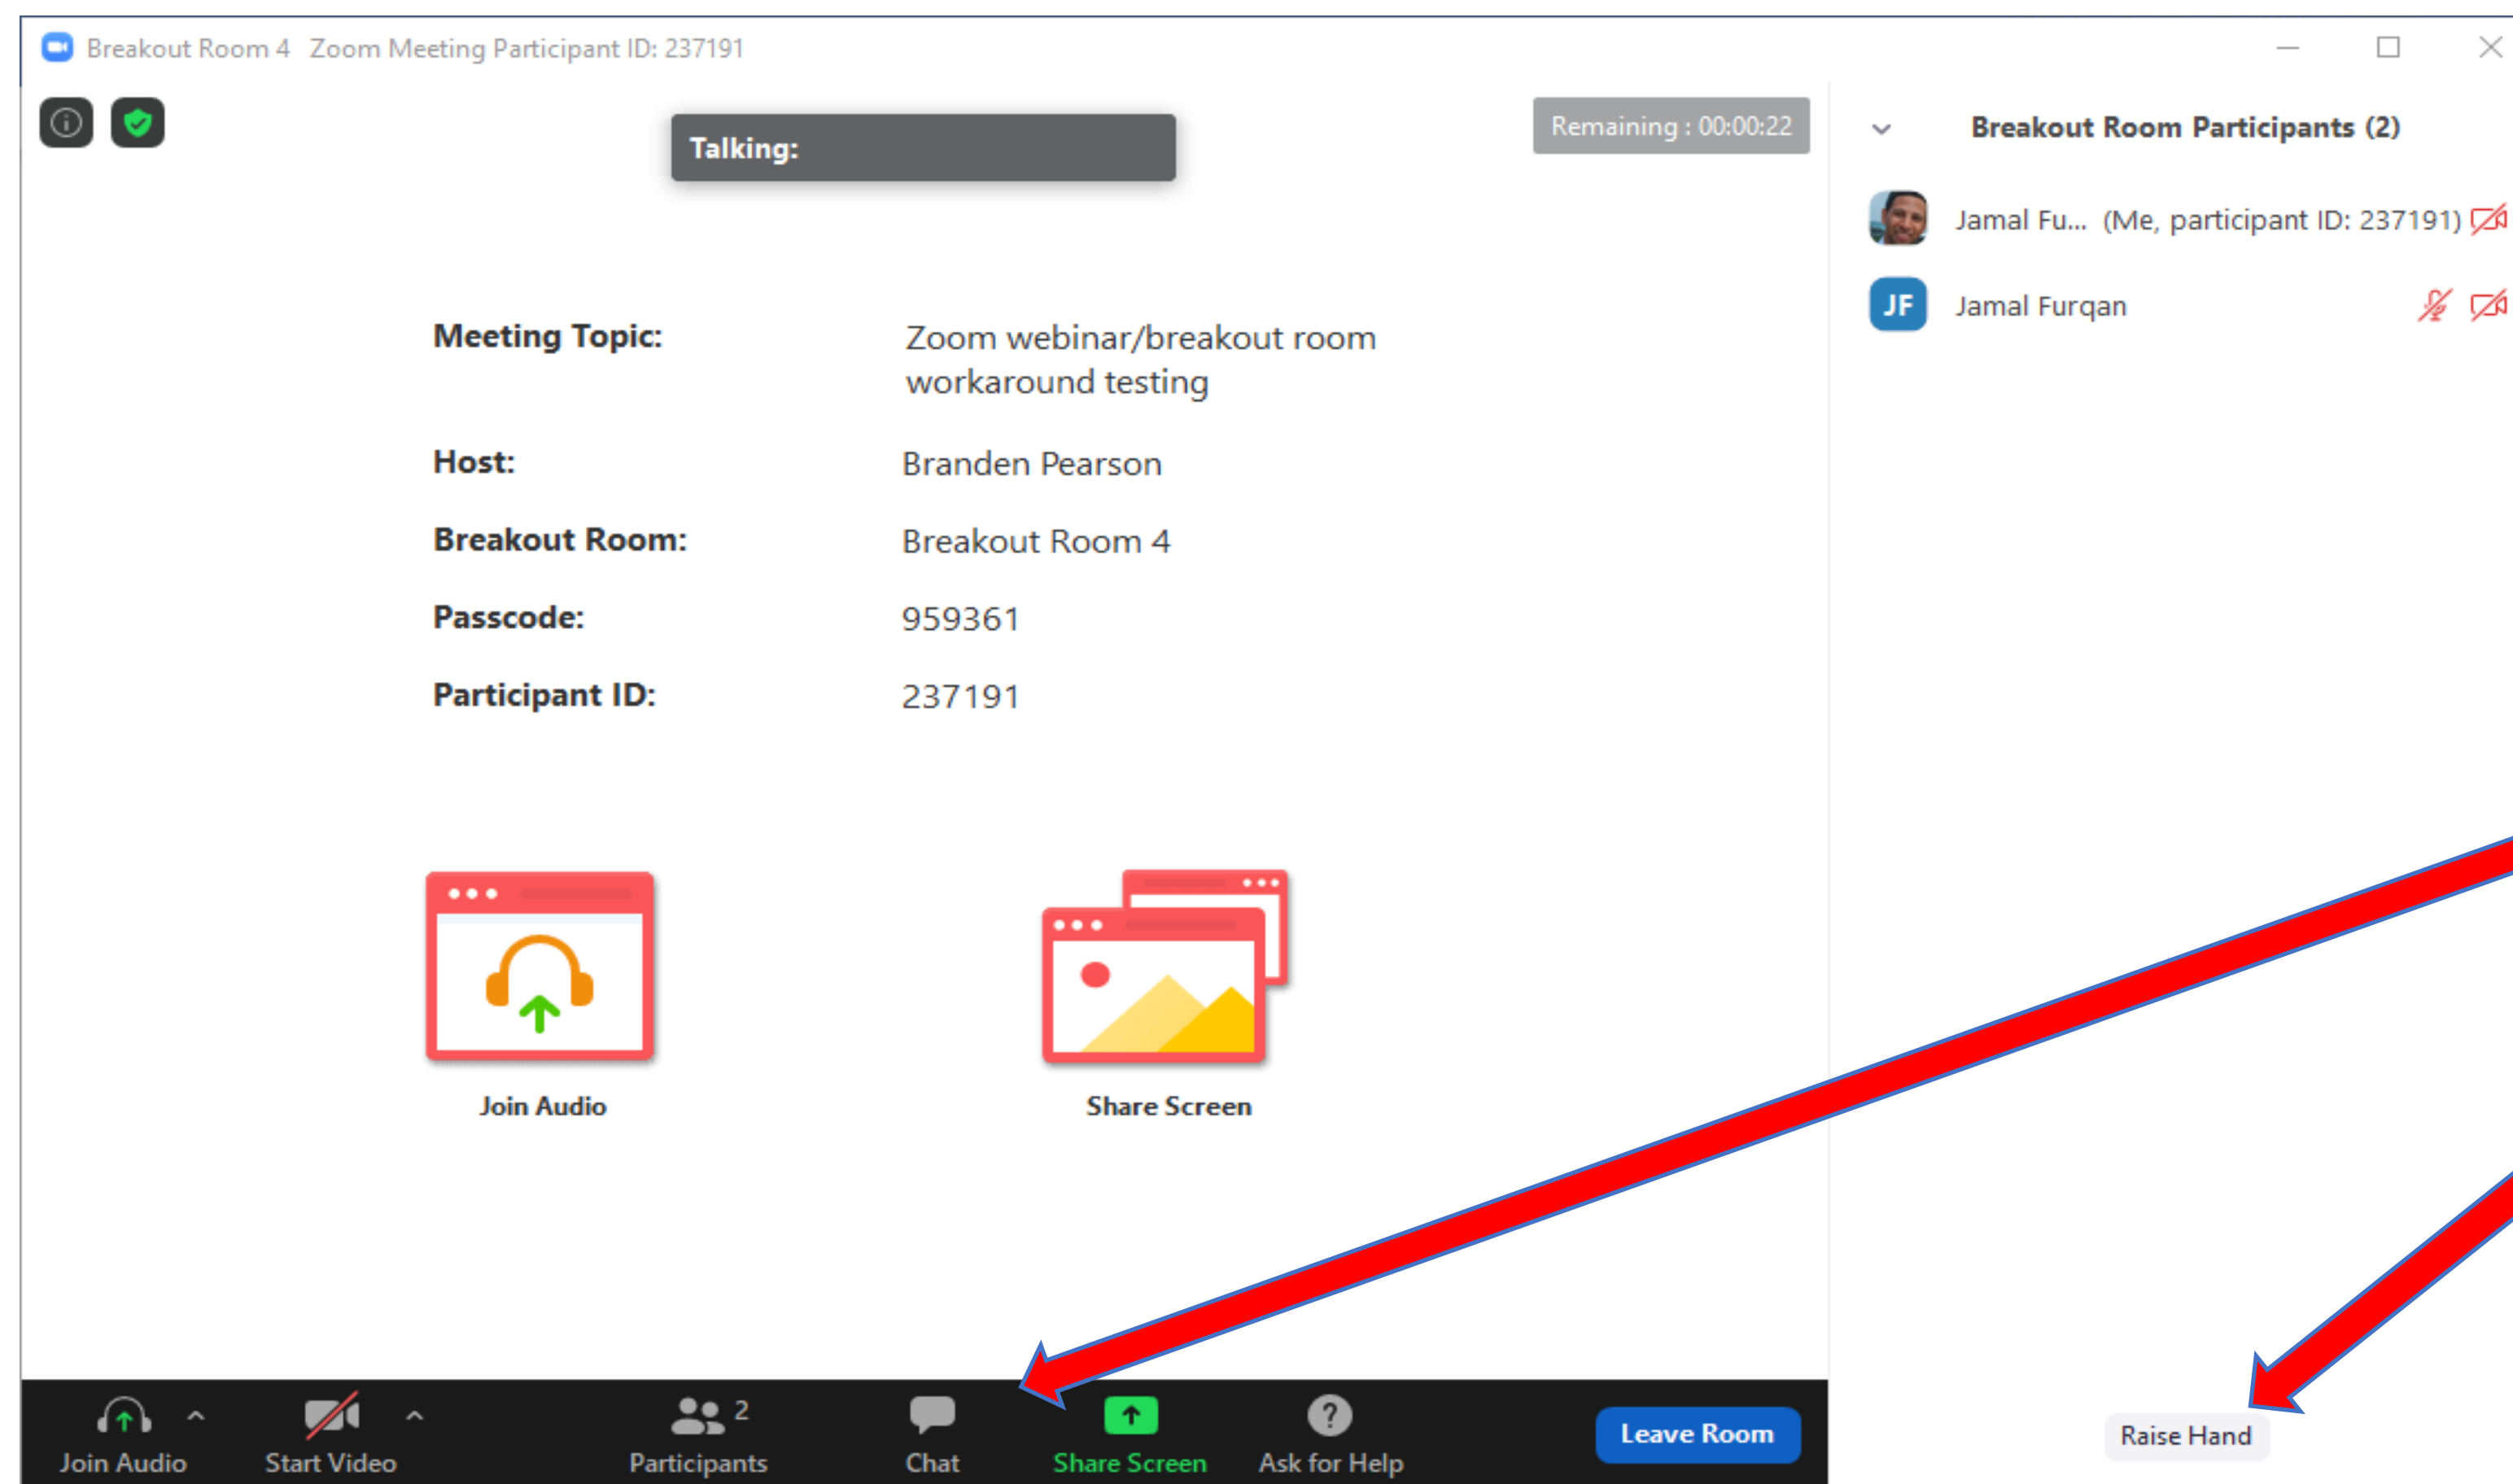 Breakout Room 4 Zoom Meeting Participant ID: 237191
Talking:
Remaining : 00:00:22
Breakout Room Participants (2)
Jamal Fu... (Me, participant ID: 237191)
JF Jamal Furqan
Meeting Topic: Zoom webinar/breakout room
workaround testing
Host: Branden Pearson
Breakout Room: Breakout Room 4
Passcode: 959361
Participant ID: 237191
Join Audio Share Screen
2
Join Audio Start Video Participants Chat Share Screen Ask for Help Leave Room Raise Hand